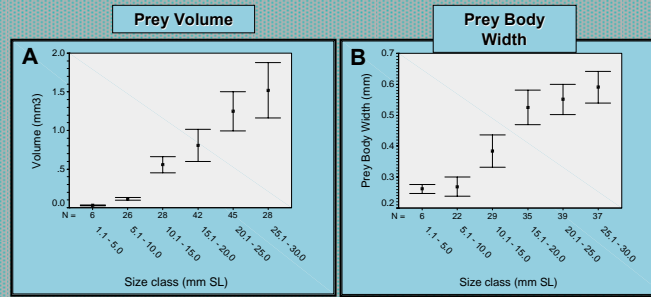 Prey Volume
A
Volume (mm3)
2.0
1.5
1.0
.5
0.0
N = 6 26 28 42 45 28
1.1 - 5.0 5.1 - 10.0 10.1 - 15.0 15.1 - 20.0 20.1 - 25.0 25.1 - 30.0
Size class (mm SL)
Prey Body
Width
B
Prey Body Width (mm)
0.7
0.6
0.5
0.4
0.3
0.2
N = 6 22 29 35 39 37
1.1 - 5.0 5.1 - 10.0 10.1 - 15.0 15.1 - 20.0 20.1 - 25.0 25.1 - 30.0
Size class (mm SL)